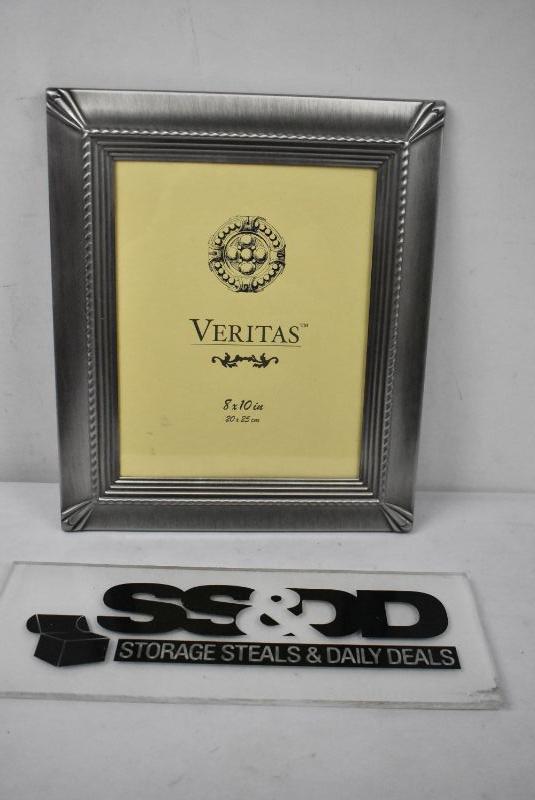 VERITAS™
8 x 10 in
20 x 25 cm
SS&DD
STORAGE STEALS & DAILY DEALS